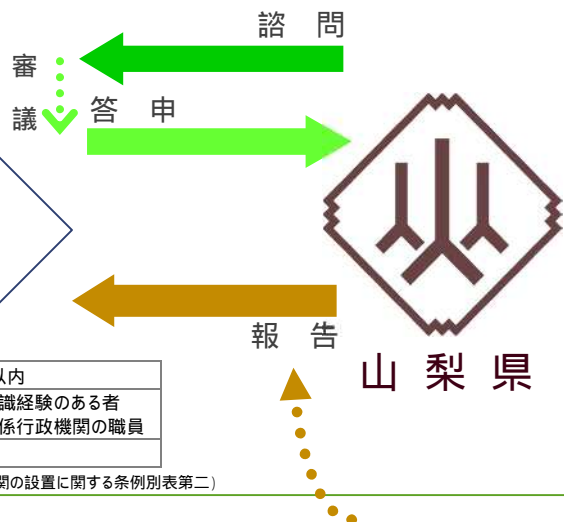 諮問
審議
答申
報告
山梨県
以内
識経験のある者
係行政機関の職員
関の設置に関する条例別表第二）